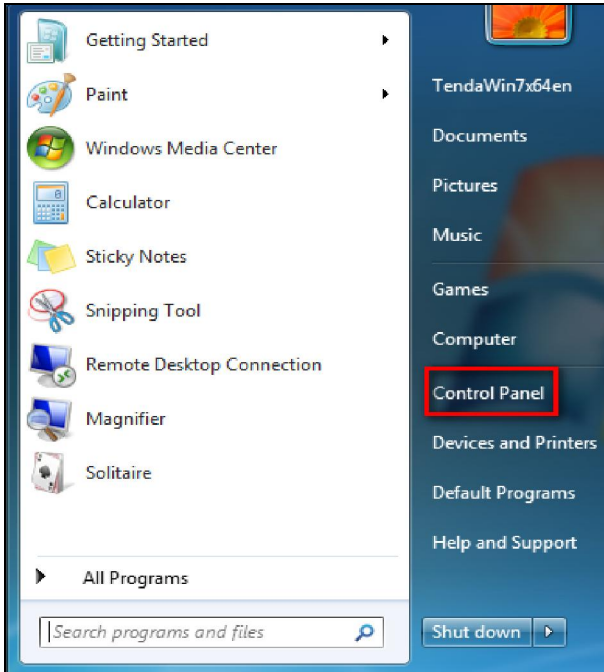 Getting Started
Paint
Windows Media Center
Calculator
Sticky Notes
Snipping Tool
Remote Desktop Connection
Magnifier
Solitaire
All Programs
Search programs and files
TendaWin7x64en
Documents
Pictures
Music
Games
Computer
Control Panel
Devices and Printers
Default Programs
Help and Support
Shut down